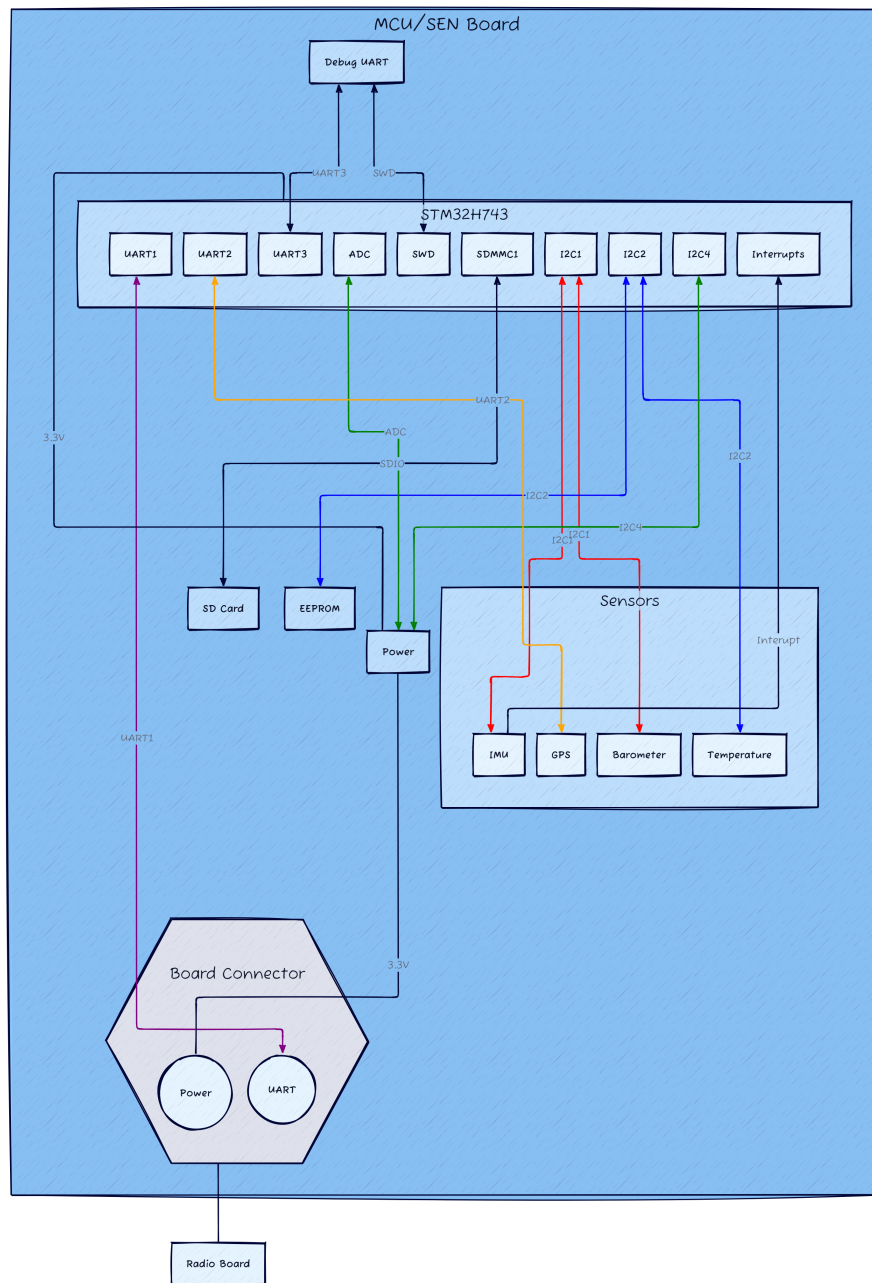 MCU/SEN Board
Debug UART
UART3
SWD
STM32H743
UART1
UART2
UART3
ADC
SWD
SDMMC1
I2C1
I2C2
I2C4
Interrupts
UART2
ADC
3.3V
I2C2
SDIO
I2C2
I2C4
I2C1
I2C1
Sensors
SD Card
EEPROM
Interupt
Power
UART1
IMU
GPS
Barometer
Temperature
3.3V
Board Connector
Power
UART
Radio Board